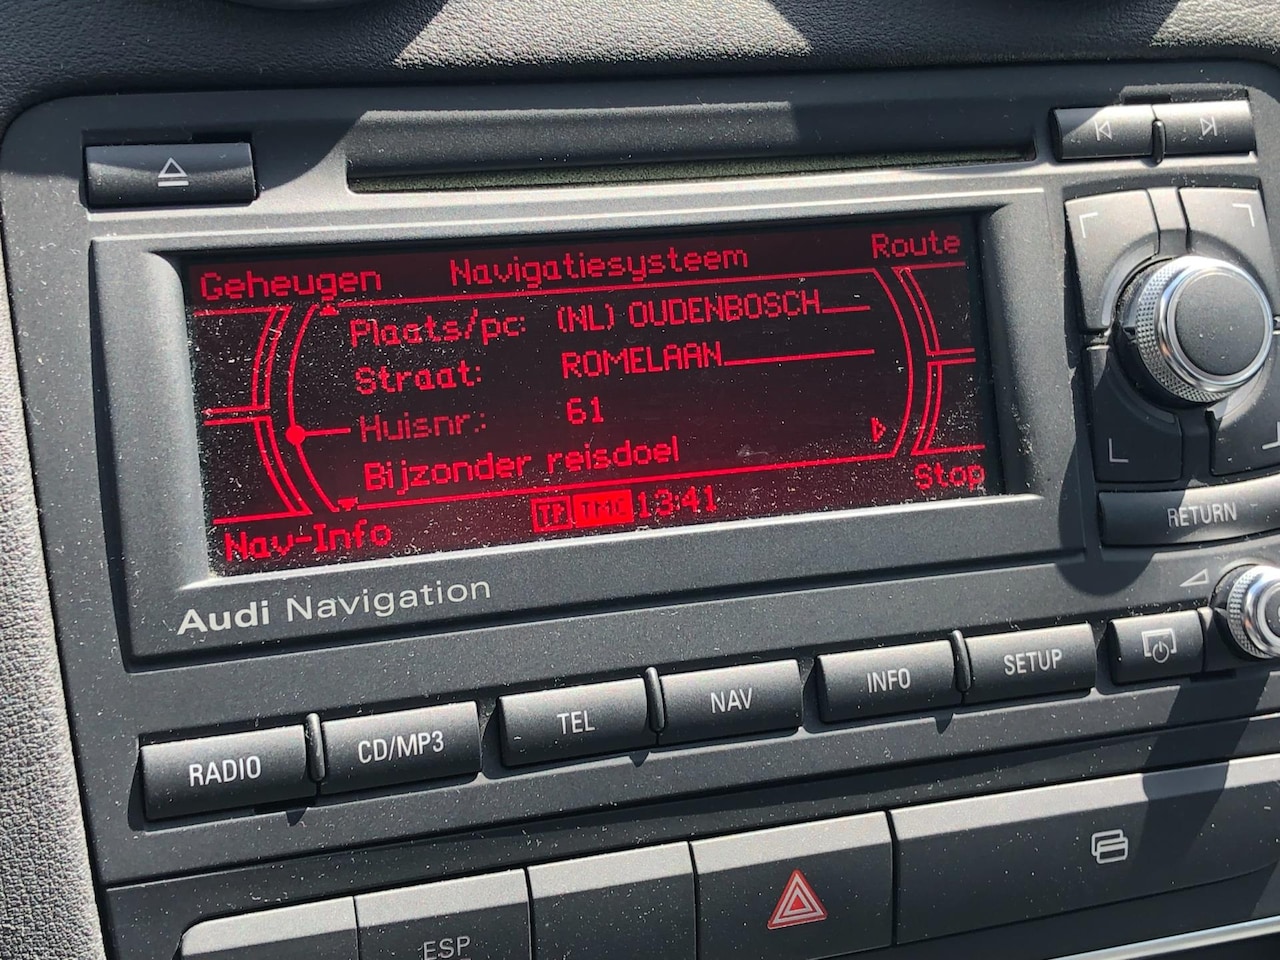 Geheugen Navigatiesysteem Route
Plaats/pc: (NL) OUDENBOSCH
Straat: ROMELAAN
Huisnr.: 61
Bijzonder reisdoel
Nav-Info TP TMC 13:41 Stop
RETURN
Audi Navigation
RADIO CD/MP3 TEL NAV INFO SETUP
ESP